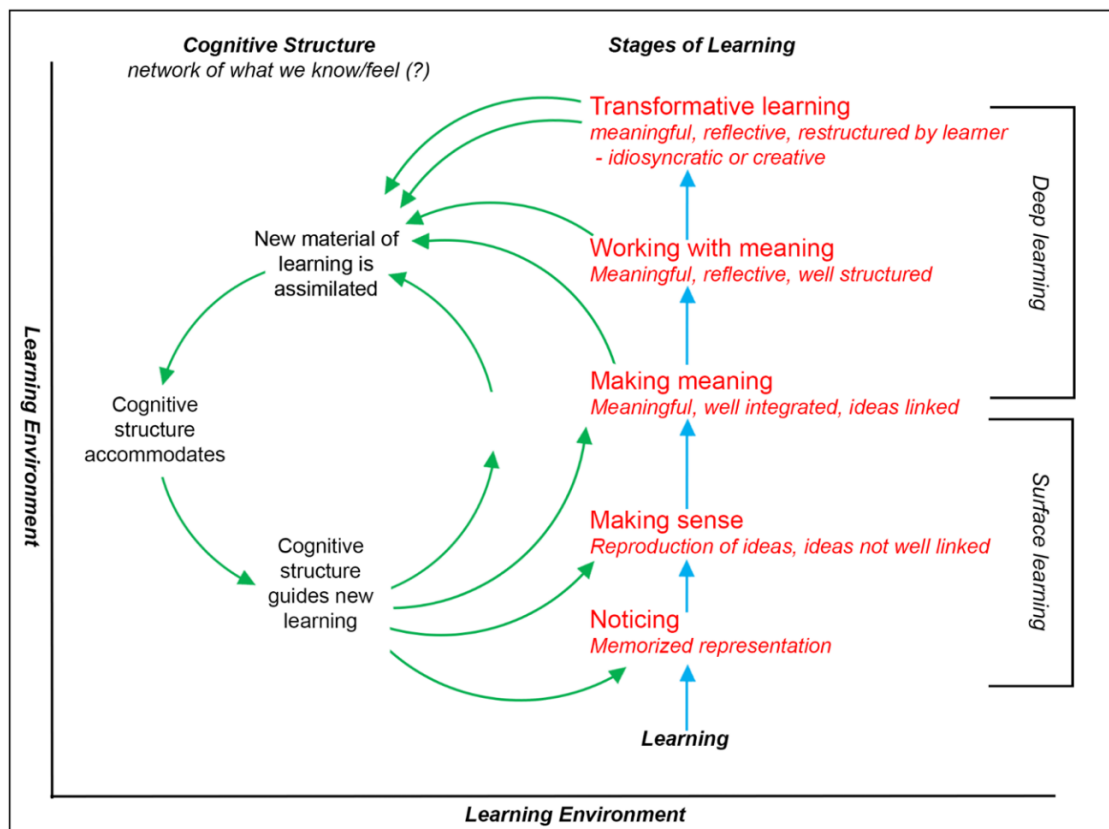 Cognitive Structure
network of what we know/feel (?)
Stages of Learning
Transformative learning
meaningful, reflective, restructured by learner
- idiosyncratic or creative
Working with meaning
Meaningful, reflective, well structured
Making meaning
Meaningful, well integrated, ideas linked
Making sense
Reproduction of ideas, ideas not well linked
Noticing
Memorized representation
Learning
New material of
learning is
assimilated
Cognitive
structure
accommodates
Cognitive
structure
guides new
learning
Deep learning
Surface learning
Learning Environment
Learning Environment